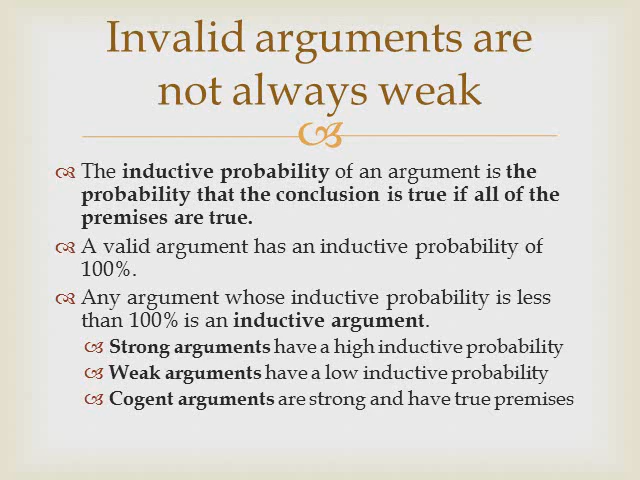 Invalid arguments are
not always weak
The inductive probability of an argument is the
probability that the conclusion is true if all of the
premises are true.
A valid argument has an inductive probability of
100%.
Any argument whose inductive probability is less
than 100% is an inductive argument.
Strong arguments have a high inductive probability
Weak arguments have a low inductive probability
Cogent arguments are strong and have true premises